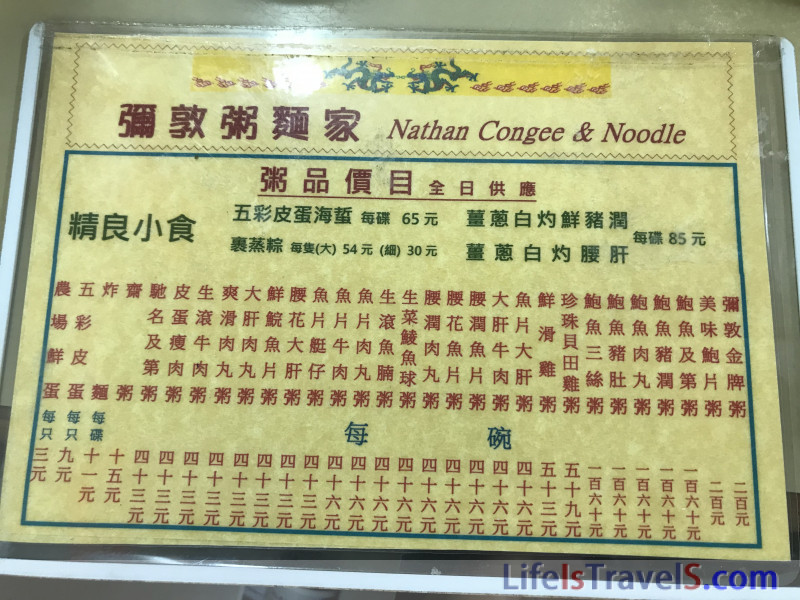 彌敦粥麵家 Nathan Congee & Noodle
粥品價目 全日供應
精良小食
五彩皮蛋海蜇 每碟 65 元
裹蒸粽 每隻(大) 54 元 (細) 30 元
薑蔥白灼鮮豬潤
薑蔥白灼腰肝
每碟 85 元
彌敦金牌粥 二百元
美味鮑片粥 二百元
鮑魚及第粥 一百六十元
鮑魚豬潤粥 一百六十元
鮑魚肉丸粥 一百六十元
鮑魚豬肚粥 一百六十元
鮑魚三絲粥 一百六十元
珍珠貝田雞粥 五十九元
鮮滑雞粥 五十三元
魚片大肝粥 四十六元
大肝牛肉粥 四十六元
腰潤魚片粥 四十六元
腰花魚片粥 四十六元
腰潤肉丸粥 四十六元
生菜鯪魚球粥 四十六元
生滾魚腩粥 四十六元
魚片肉丸粥 四十六元
魚片牛肉粥 四十六元
魚片艇仔粥 四十三元
腰花大肝粥 四十三元
鮮鯇魚片粥 四十三元
大肝肉丸粥 四十三元
爽滑肉丸粥 四十三元
生滾牛肉粥 四十三元
皮蛋瘦肉粥 四十三元
馳名及第粥 四十三元
齋粥 十五元
炸麵 每碟 十一元
五彩皮蛋 每只 九元
農場鮮蛋 每只 三元
每碗
LifeIsTravelS.com